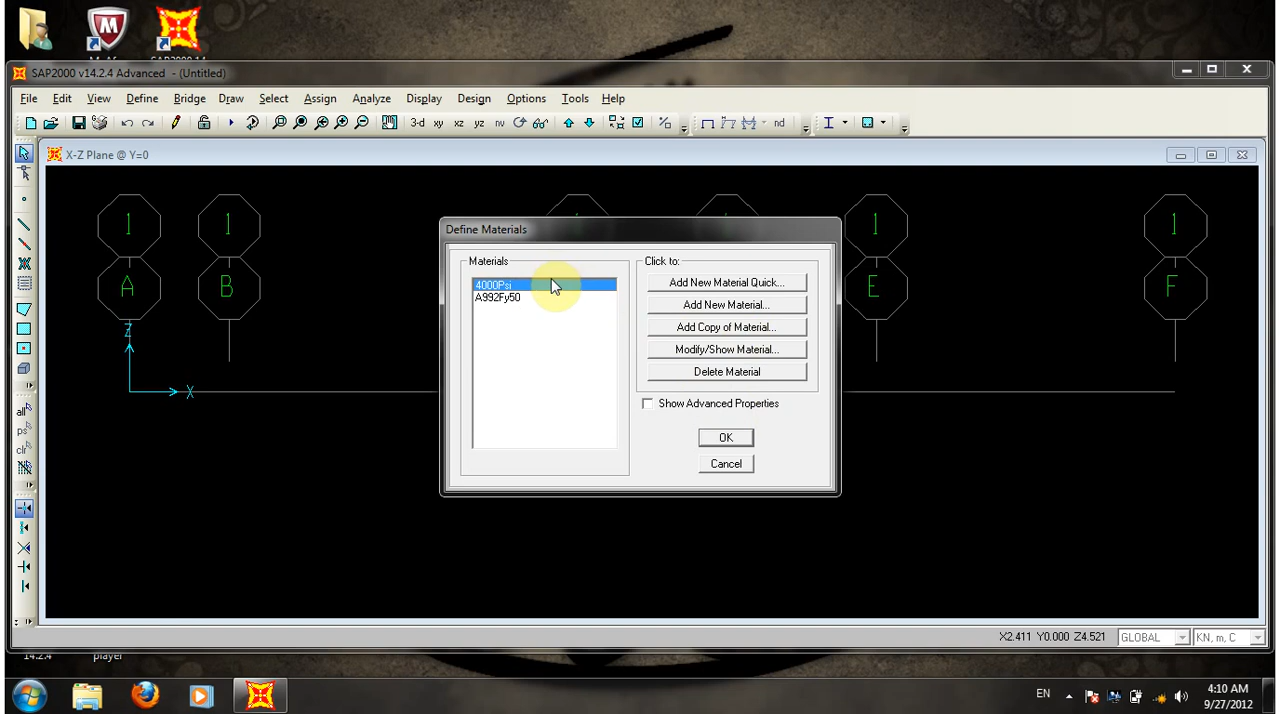 SAP2000 v14.2.4 Advanced - (Untitled)
File Edit View Define Bridge Draw Select Assign Analyze Display Design Options Tools Help
3-d xy xz yz nv nd
X-Z Plane @ Y=0
1 1 1 1
A B E F
Z
X
Define Materials
Materials
4000Psi
A992Fy50
Click to:
Add New Material Quick...
Add New Material...
Add Copy of Material...
Modify/Show Material...
Delete Material
Show Advanced Properties
OK
Cancel
all
ps
clr
X2.411 Y0.000 Z4.521
GLOBAL
KN, m, C
14.2.4
player
EN
4:10 AM
9/27/2012